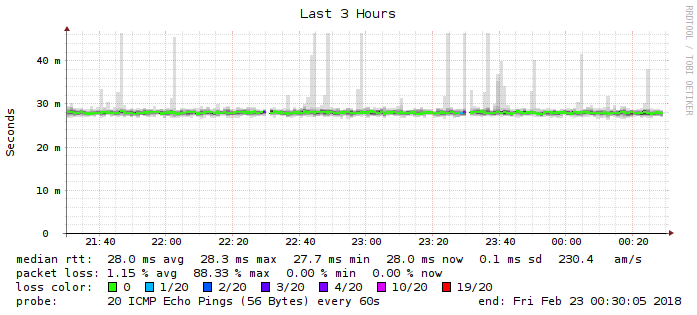 Last 3 Hours
RRDTOOL / TOBI OETIKER
Seconds
40 m
30 m
20 m
10 m
0
21:40 22:00 22:20 22:40 23:00 23:20 23:40 00:00 00:20
median rtt: 28.0 ms avg 28.3 ms max 27.7 ms min 28.0 ms now 0.1 ms sd 230.4 am/s
packet loss: 1.15 % avg 88.33 % max 0.00 % min 0.00 % now
loss color: 0 1/20 2/20 3/20 4/20 10/20 19/20
probe: 20 ICMP Echo Pings (56 Bytes) every 60s end: Fri Feb 23 00:30:05 2018